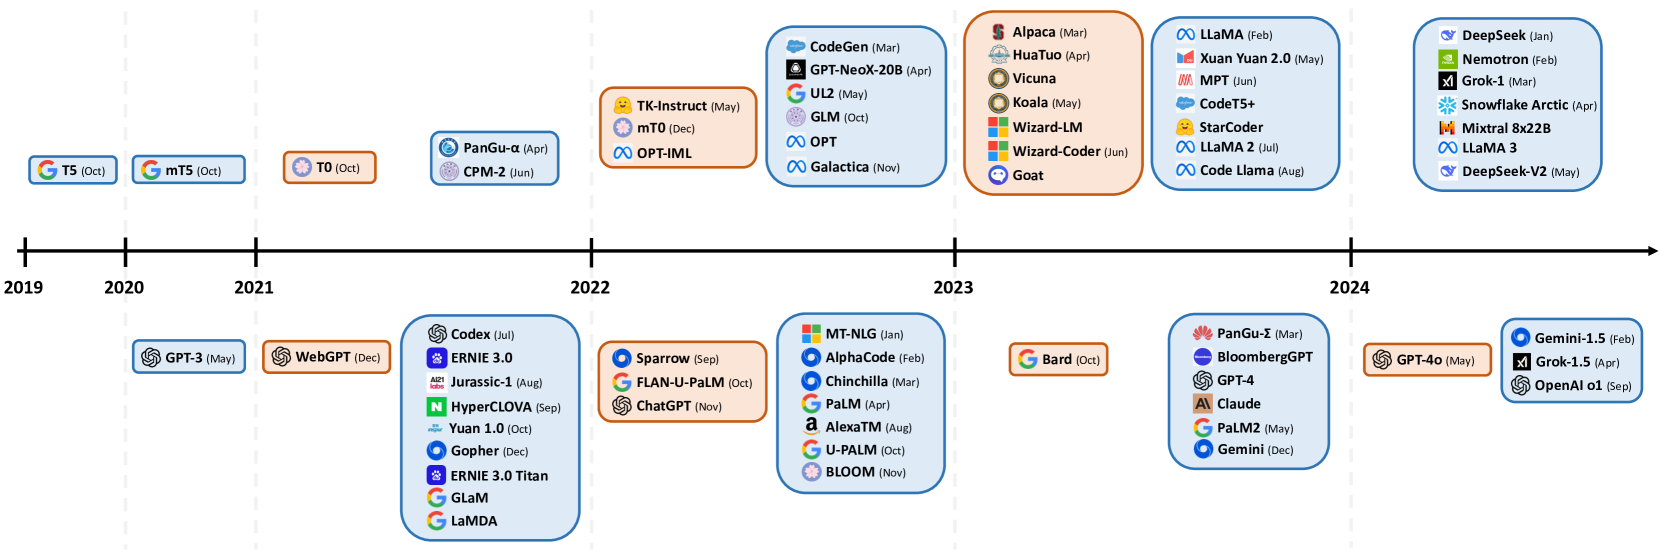 T5 (Oct)
mT5 (Oct)
T0 (Oct)
PanGu-α (Apr)
CPM-2 (Jun)
TK-Instruct (May)
mT0 (Dec)
OPT-IML
CodeGen (Mar)
GPT-NeoX-20B (Apr)
UL2 (May)
GLM (Oct)
OPT
Galactica (Nov)
Alpaca (Mar)
HuaTuo (Apr)
Vicuna
Koala (May)
Wizard-LM
Wizard-Coder (Jun)
Goat
LLaMA (Feb)
Xuan Yuan 2.0 (May)
MPT (Jun)
CodeT5+
StarCoder
LLaMA 2 (Jul)
Code Llama (Aug)
DeepSeek (Jan)
Nemotron (Feb)
Grok-1 (Mar)
Snowflake Arctic (Apr)
Mixtral 8x22B
LLaMA 3
DeepSeek-V2 (May)
2019
2020
2021
2022
2023
2024
GPT-3 (May)
WebGPT (Dec)
Codex (Jul)
ERNIE 3.0
AI21 labs Jurassic-1 (Aug)
HyperCLOVA (Sep)
Yuan 1.0 (Oct)
Gopher (Dec)
ERNIE 3.0 Titan
GLaM
LaMDA
Sparrow (Sep)
FLAN-U-PaLM (Oct)
ChatGPT (Nov)
MT-NLG (Jan)
AlphaCode (Feb)
Chinchilla (Mar)
PaLM (Apr)
AlexaTM (Aug)
U-PALM (Oct)
BLOOM (Nov)
Bard (Oct)
PanGu-Σ (Mar)
BloombergGPT
GPT-4
Claude
PaLM2 (May)
Gemini (Dec)
GPT-4o (May)
Gemini-1.5 (Feb)
Grok-1.5 (Apr)
OpenAI o1 (Sep)